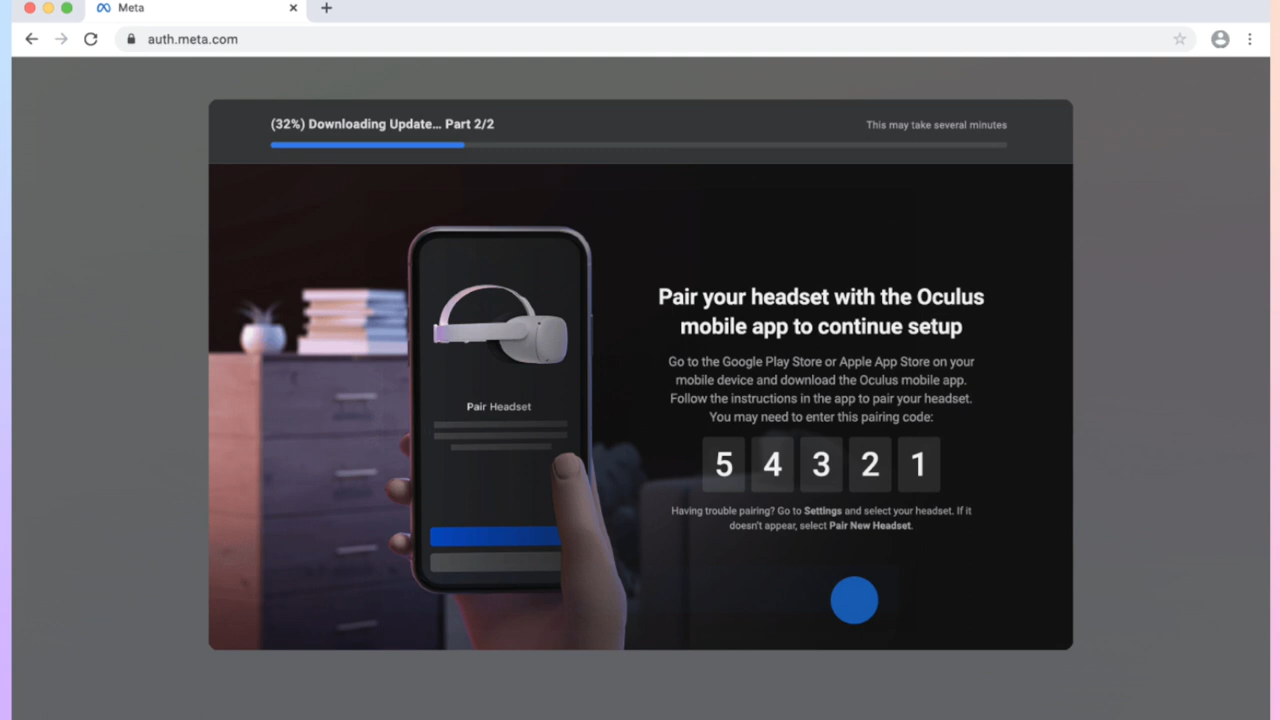 Meta
auth.meta.com
(32%) Downloading Update... Part 2/2
This may take several minutes
Pair Headset
Pair your headset with the Oculus
mobile app to continue setup
Go to the Google Play Store or Apple App Store on your
mobile device and download the Oculus mobile app.
Follow the instructions in the app to pair your headset.
You may need to enter this pairing code:
5 4 3 2 1
Having trouble pairing? Go to Settings and select your headset. If it
doesn't appear, select Pair New Headset.